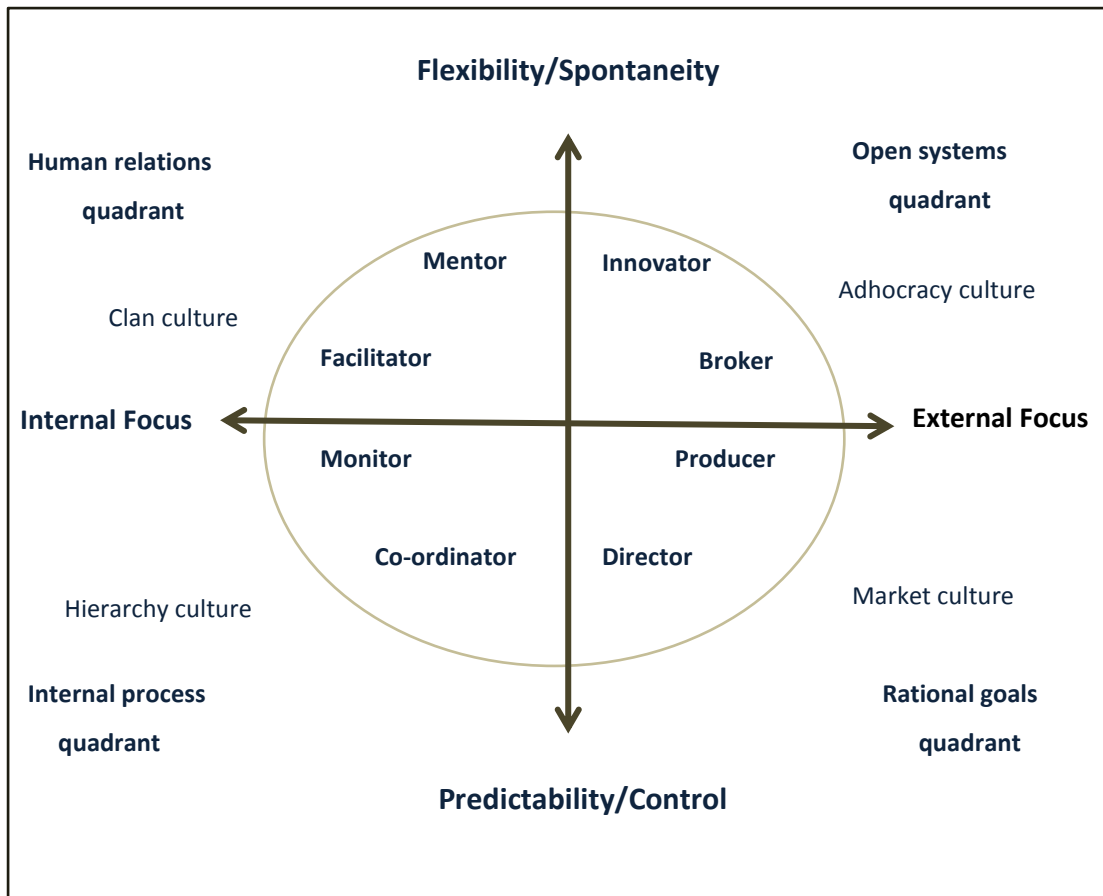 Flexibility/Spontaneity
Human relations
quadrant
Open systems
quadrant
Mentor
Innovator
Clan culture
Adhocracy culture
Facilitator
Broker
Internal Focus
External Focus
Monitor
Producer
Co-ordinator
Director
Hierarchy culture
Market culture
Internal process
quadrant
Rational goals
quadrant
Predictability/Control